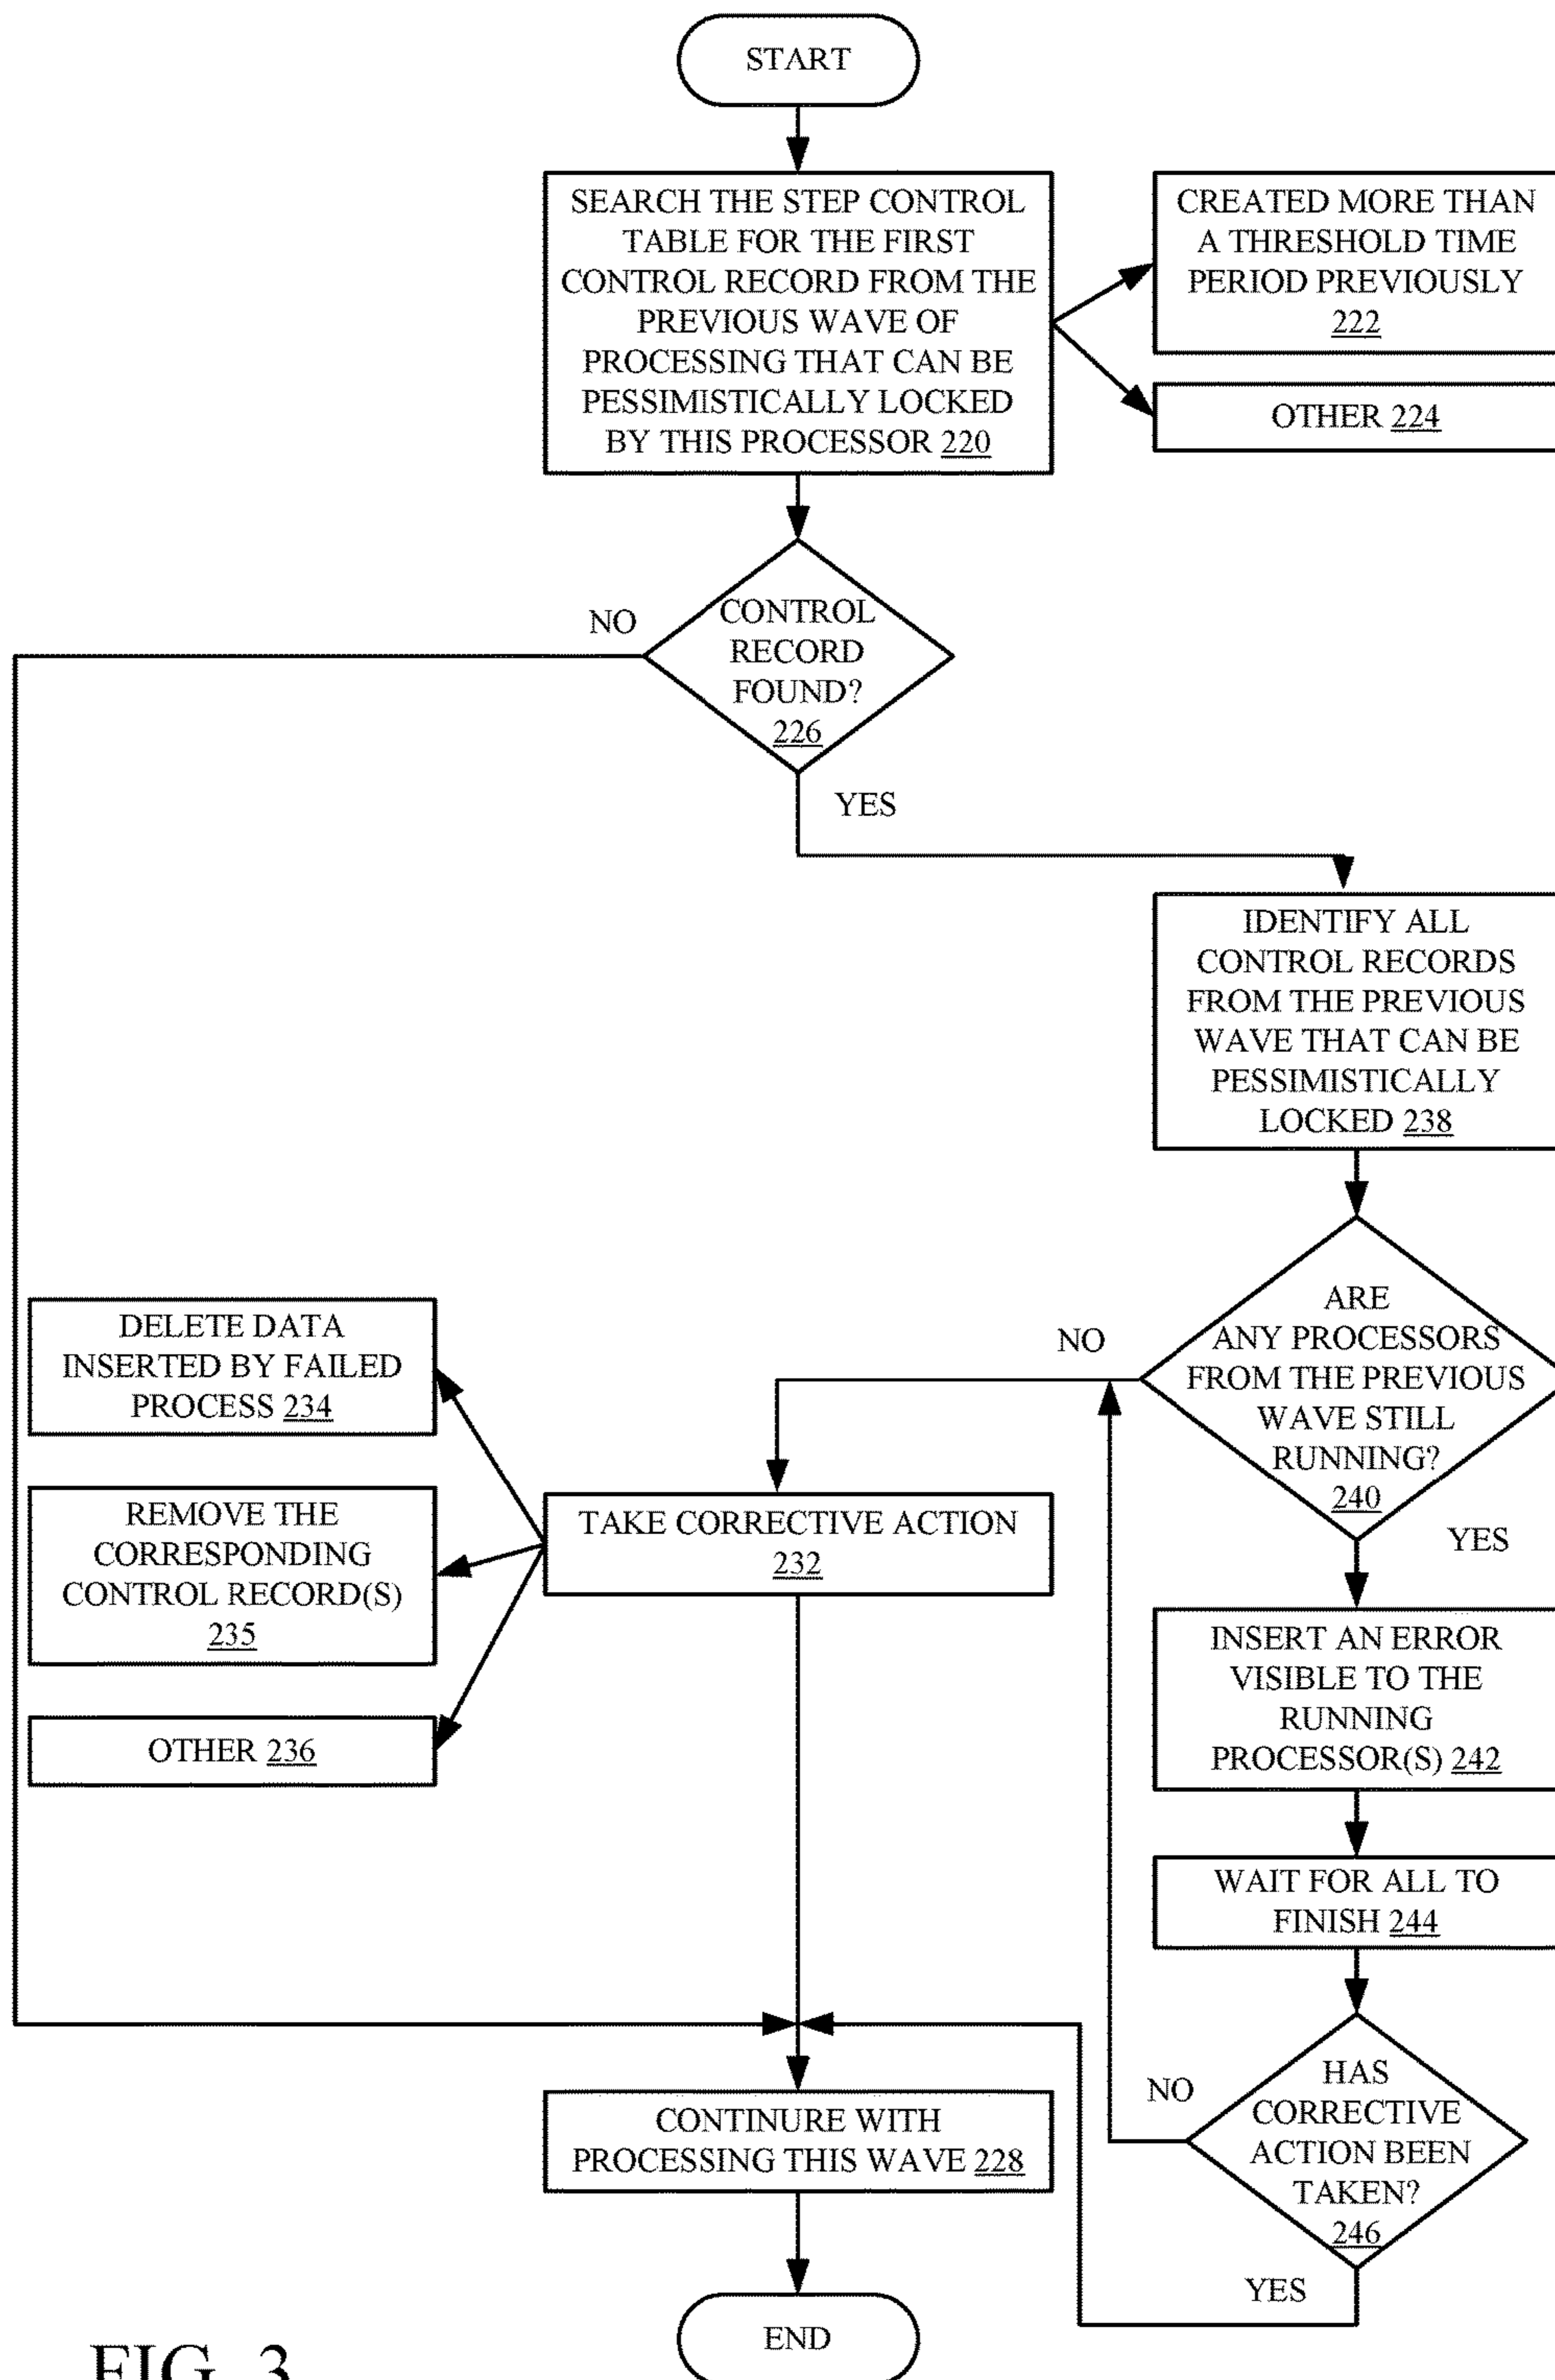 START
SEARCH THE STEP CONTROL
TABLE FOR THE FIRST
CONTROL RECORD FROM THE
PREVIOUS WAVE OF
PROCESSING THAT CAN BE
PESSIMISTICALLY LOCKED
BY THIS PROCESSOR 220
CREATED MORE THAN
A THRESHOLD TIME
PERIOD PREVIOUSLY
222
OTHER 224
CONTROL
RECORD
FOUND?
226
NO
YES
IDENTIFY ALL
CONTROL RECORDS
FROM THE PREVIOUS
WAVE THAT CAN BE
PESSIMISTICALLY
LOCKED 238
ARE
ANY PROCESSORS
FROM THE PREVIOUS
WAVE STILL
RUNNING?
240
NO
YES
DELETE DATA
INSERTED BY FAILED
PROCESS 234
REMOVE THE
CORRESPONDING
CONTROL RECORD(S)
235
OTHER 236
TAKE CORRECTIVE ACTION
232
INSERT AN ERROR
VISIBLE TO THE
RUNNING
PROCESSOR(S) 242
WAIT FOR ALL TO
FINISH 244
HAS
CORRECTIVE
ACTION BEEN
TAKEN?
246
NO
YES
CONTINURE WITH
PROCESSING THIS WAVE 228
END
FIG. 3